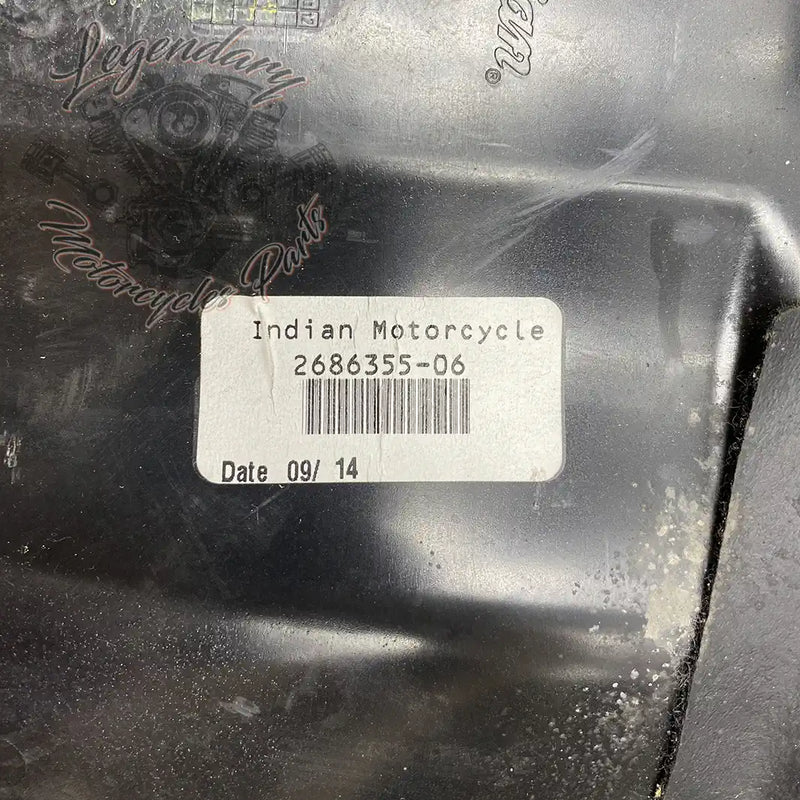 Legendary
Motorcycles Parts
Indian Motorcycle
2686355-06
Date 09/ 14